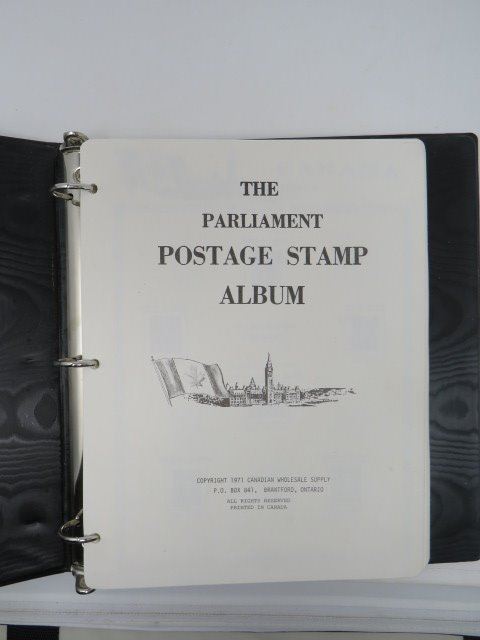 THE
PARLIAMENT
POSTAGE STAMP
ALBUM
COPYRIGHT 1971 CANADIAN WHOLESALE SUPPLY
P.O. BOX 841, BRANTFORD, ONTARIO
ALL RIGHTS RESERVED
PRINTED IN CANADA